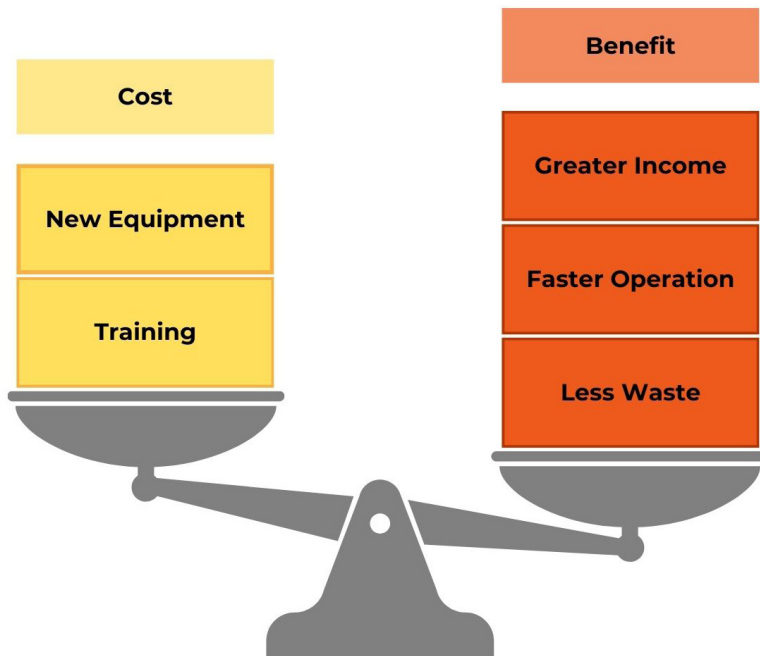 Cost
New Equipment
Training
Benefit
Greater Income
Faster Operation
Less Waste